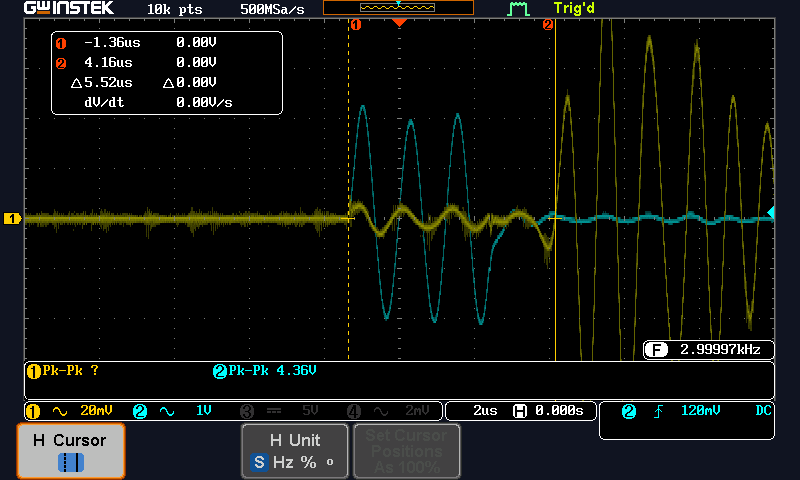 GWINSTEK 10k pts 500MSa/s Trig'd
1 2
1 -1.36us 0.00V
2 4.16us 0.00V
△5.52us △0.00V
dV/dt 0.00V/s
1
F 2.99997kHz
1 Pk-Pk ? 2 Pk-Pk 4.36V
1 ∿ 20mV 2 ∿ 1V 3 5V 4 ∿ 2mV 2us H 0.000s 2 120mV DC
H Cursor H Unit Set Cursor
S Hz % ° Positions
As 100%